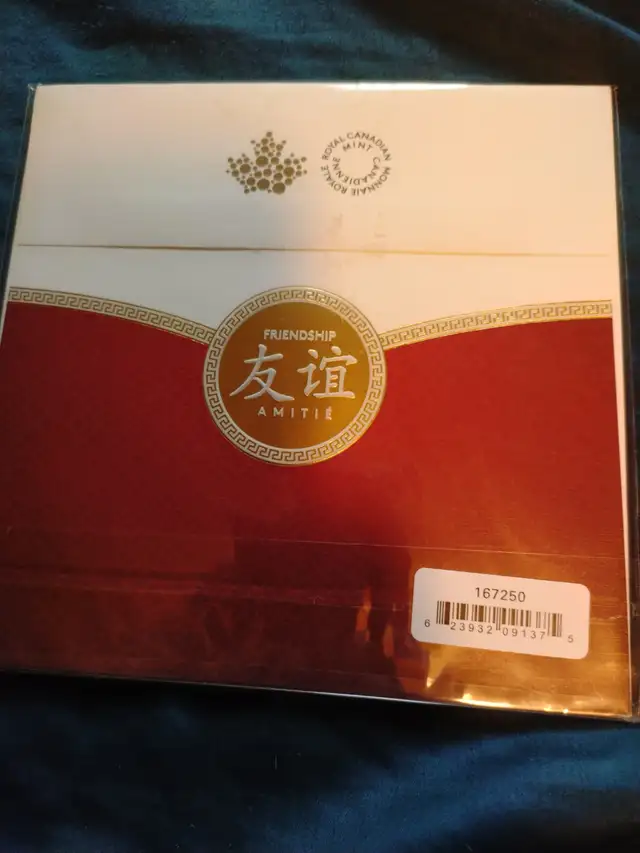 ROYAL CANADIAN MINT
MONNAIE ROYALE CANADIENNE
FRIENDSHIP
友谊
AMITIÉ
167250
6 23932 09137 5